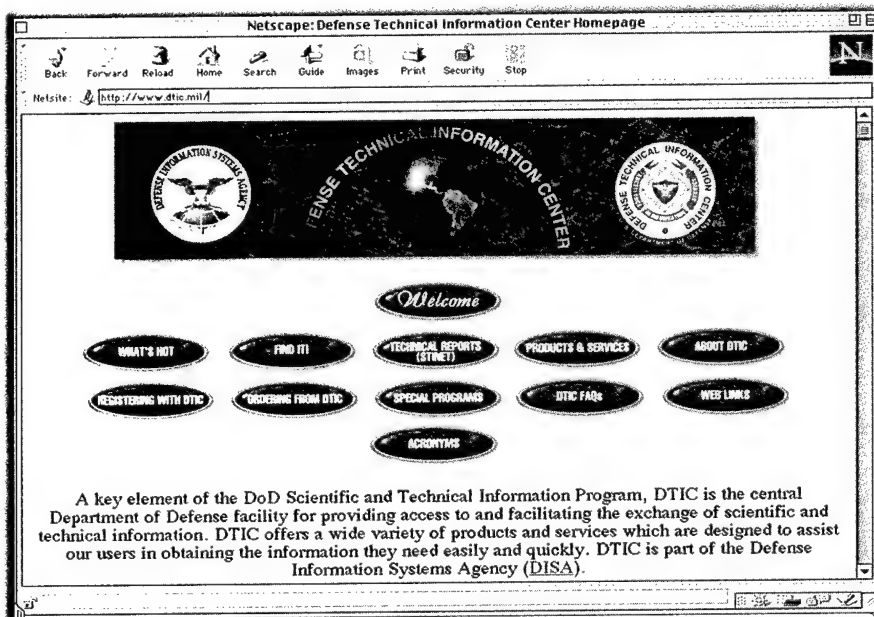 Netscape: Defense Technical Information Center Homepage
Back Forward Reload Home Search Guide Images Print Security Stop
N
Netsite: http://www.dtic.mil/
DEFENSE INFORMATION SYSTEMS AGENCY
ENSE TECHNICAL INFORMATION CENTER
DEFENSE TECHNICAL INFORMATION CENTER
Welcome
WHAT'S HOT FIND IT! TECHNICAL REPORTS (STINET) PRODUCTS & SERVICES ABOUT DTIC
REGISTERING WITH DTIC ORDERING FROM DTIC SPECIAL PROGRAMS DTIC FAQs WEB LINKS
ACRONYMS
A key element of the DoD Scientific and Technical Information Program, DTIC is the central
Department of Defense facility for providing access to and facilitating the exchange of scientific and
technical information. DTIC offers a wide variety of products and services which are designed to assist
our users in obtaining the information they need easily and quickly. DTIC is part of the Defense
Information Systems Agency (DISA).